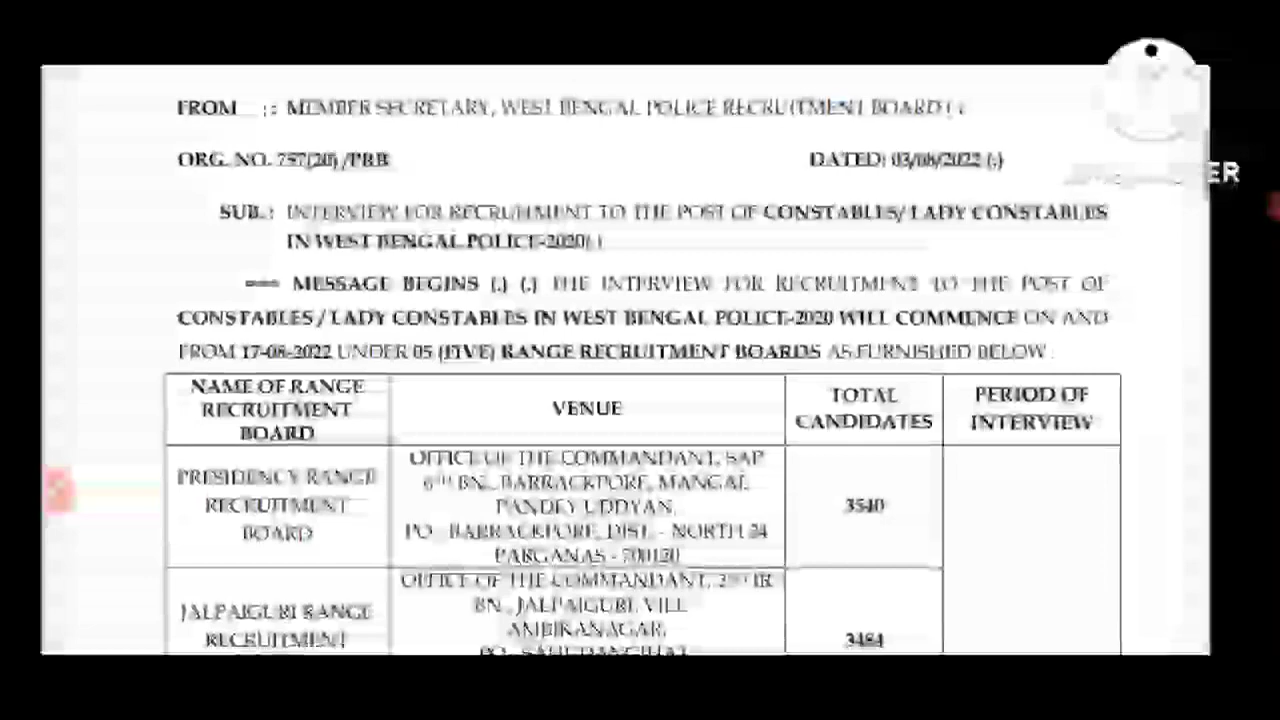 FROM :: MEMBER SECRETARY, WEST BENGAL POLICE RECRUITMENT BOARD (.)
ORG. NO. 757(20) /PRB DATED: 03/08/2022 (.)
SUB.: INTERVIEW FOR RECRUITMENT TO THE POST OF CONSTABLES/ LADY CONSTABLES
IN WEST BENGAL POLICE-2020(.)
=== MESSAGE BEGINS (.) (.) THE INTERVIEW FOR RECRUITMENT TO THE POST OF
CONSTABLES / LADY CONSTABLES IN WEST BENGAL POLICE-2020 WILL COMMENCE ON AND
FROM 17-08-2022 UNDER 05 (FIVE) RANGE RECRUITMENT BOARDS AS FURNISHED BELOW
NAME OF RANGE
RECRUITMENT
BOARD
VENUE
TOTAL
CANDIDATES
PERIOD OF
INTERVIEW
PRESIDENCY RANGE
RECRUITMENT
BOARD
OFFICE OF THE COMMANDANT, SAP
6TH BN., BARRACKPORE, MANGAL
PANDEY UDDYAN,
PO.- BARRACKPORE, DIST. - NORTH 24
PARGANAS - 700120
3540
JALPAIGURI RANGE
RECRUITMENT
OFFICE OF THE COMMANDANT, IR
BN., JALPAIGURI, VILL
AMBIKANAGAR,
3484
ER